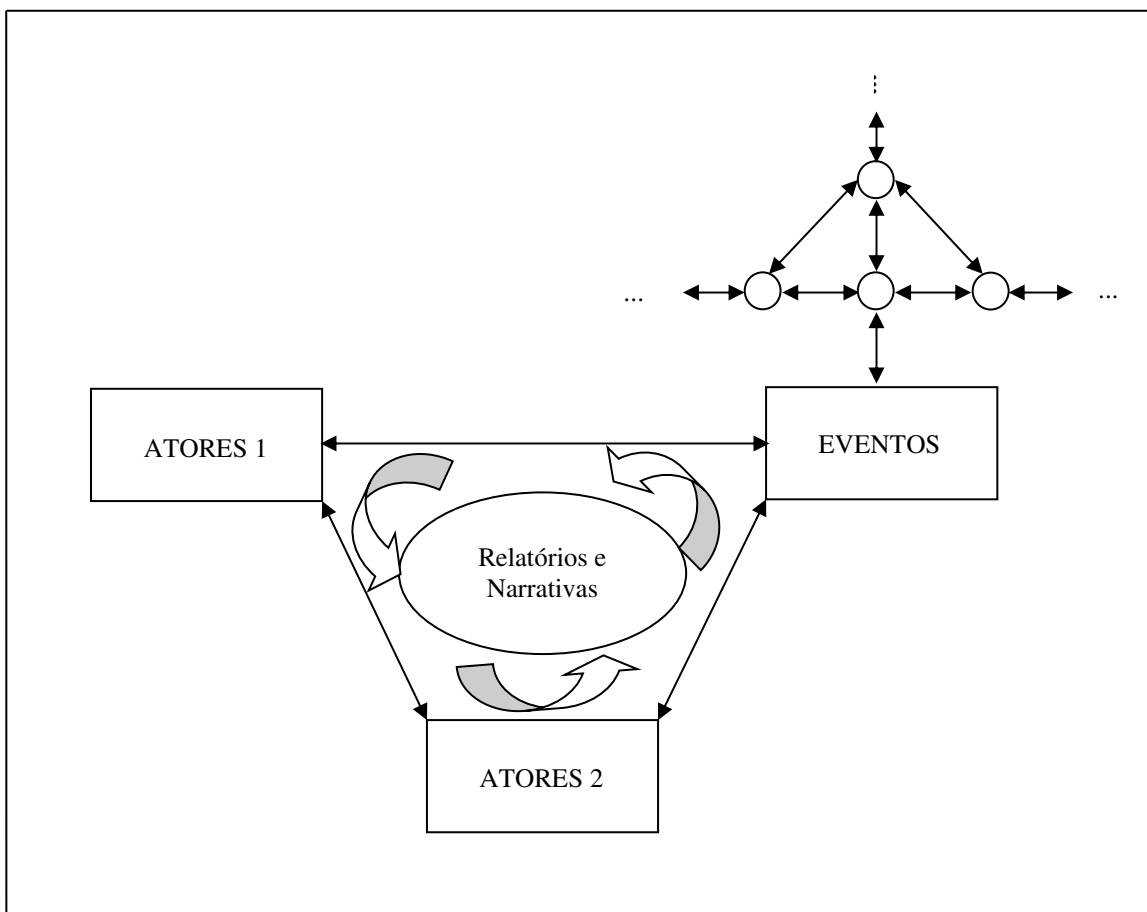 ⋮
... ...
ATORES 1
EVENTOS
Relatórios e
Narrativas
ATORES 2